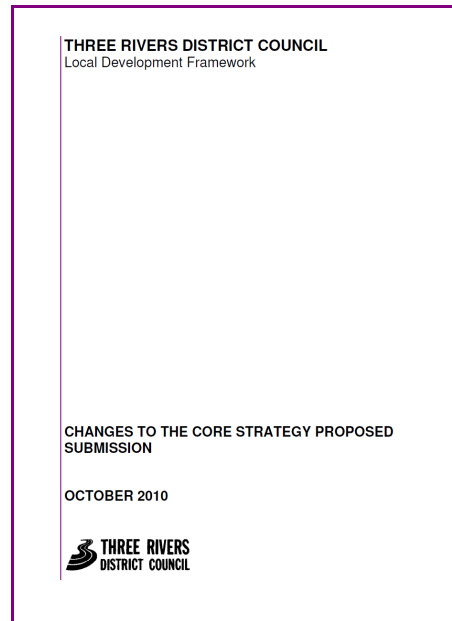 THREE RIVERS DISTRICT COUNCIL
Local Development Framework
CHANGES TO THE CORE STRATEGY PROPOSED
SUBMISSION
OCTOBER 2010
THREE RIVERS
DISTRICT COUNCIL